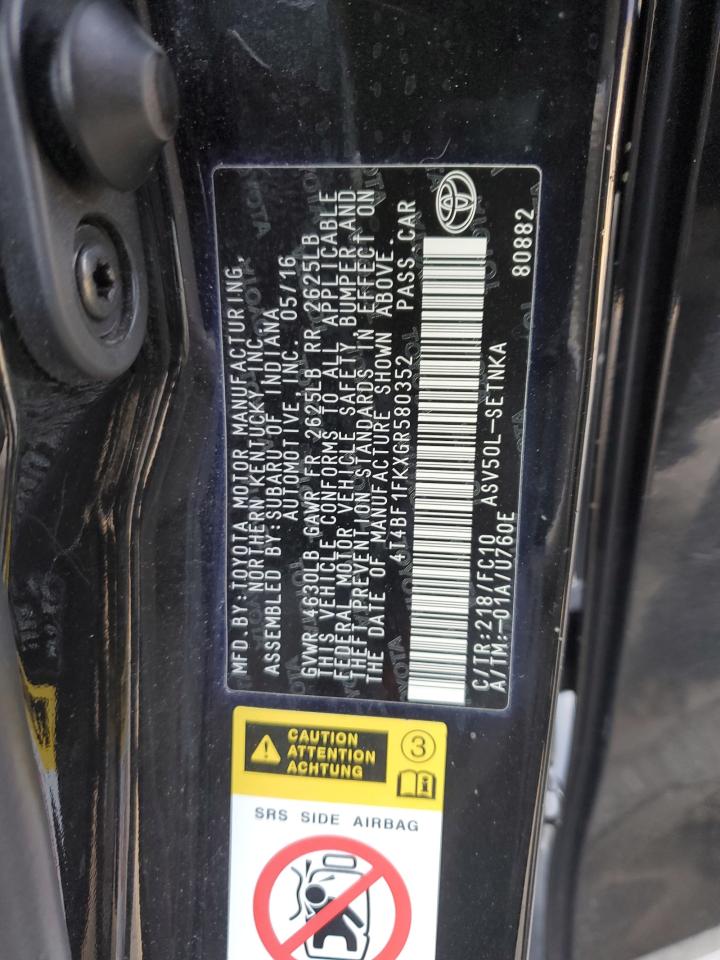 MFD.BY:TOYOTA MOTOR MANUFACTURING,
NORTHERN KENTUCKY, INC.
ASSEMBLED BY:SUBARU OF INDIANA
AUTOMOTIVE, INC. 05/16
GVWR 4630LB GAWR FR 2625LB RR 2625LB
THIS VEHICLE CONFORMS TO ALL APPLICABLE
FEDERAL MOTOR VEHICLE SAFETY BUMPER AND
THEFT PREVENTION STANDARDS IN EFFECT ON
THE DATE OF MANUFACTURE SHOWN ABOVE.
4T4BF1FKXGR580352 PASS.CAR
C/TR:218/FC10 ASV50L-SETNKA
A/TM:-01A/U760E 80882
CAUTION
ATTENTION
ACHTUNG
3
SRS SIDE AIRBAG